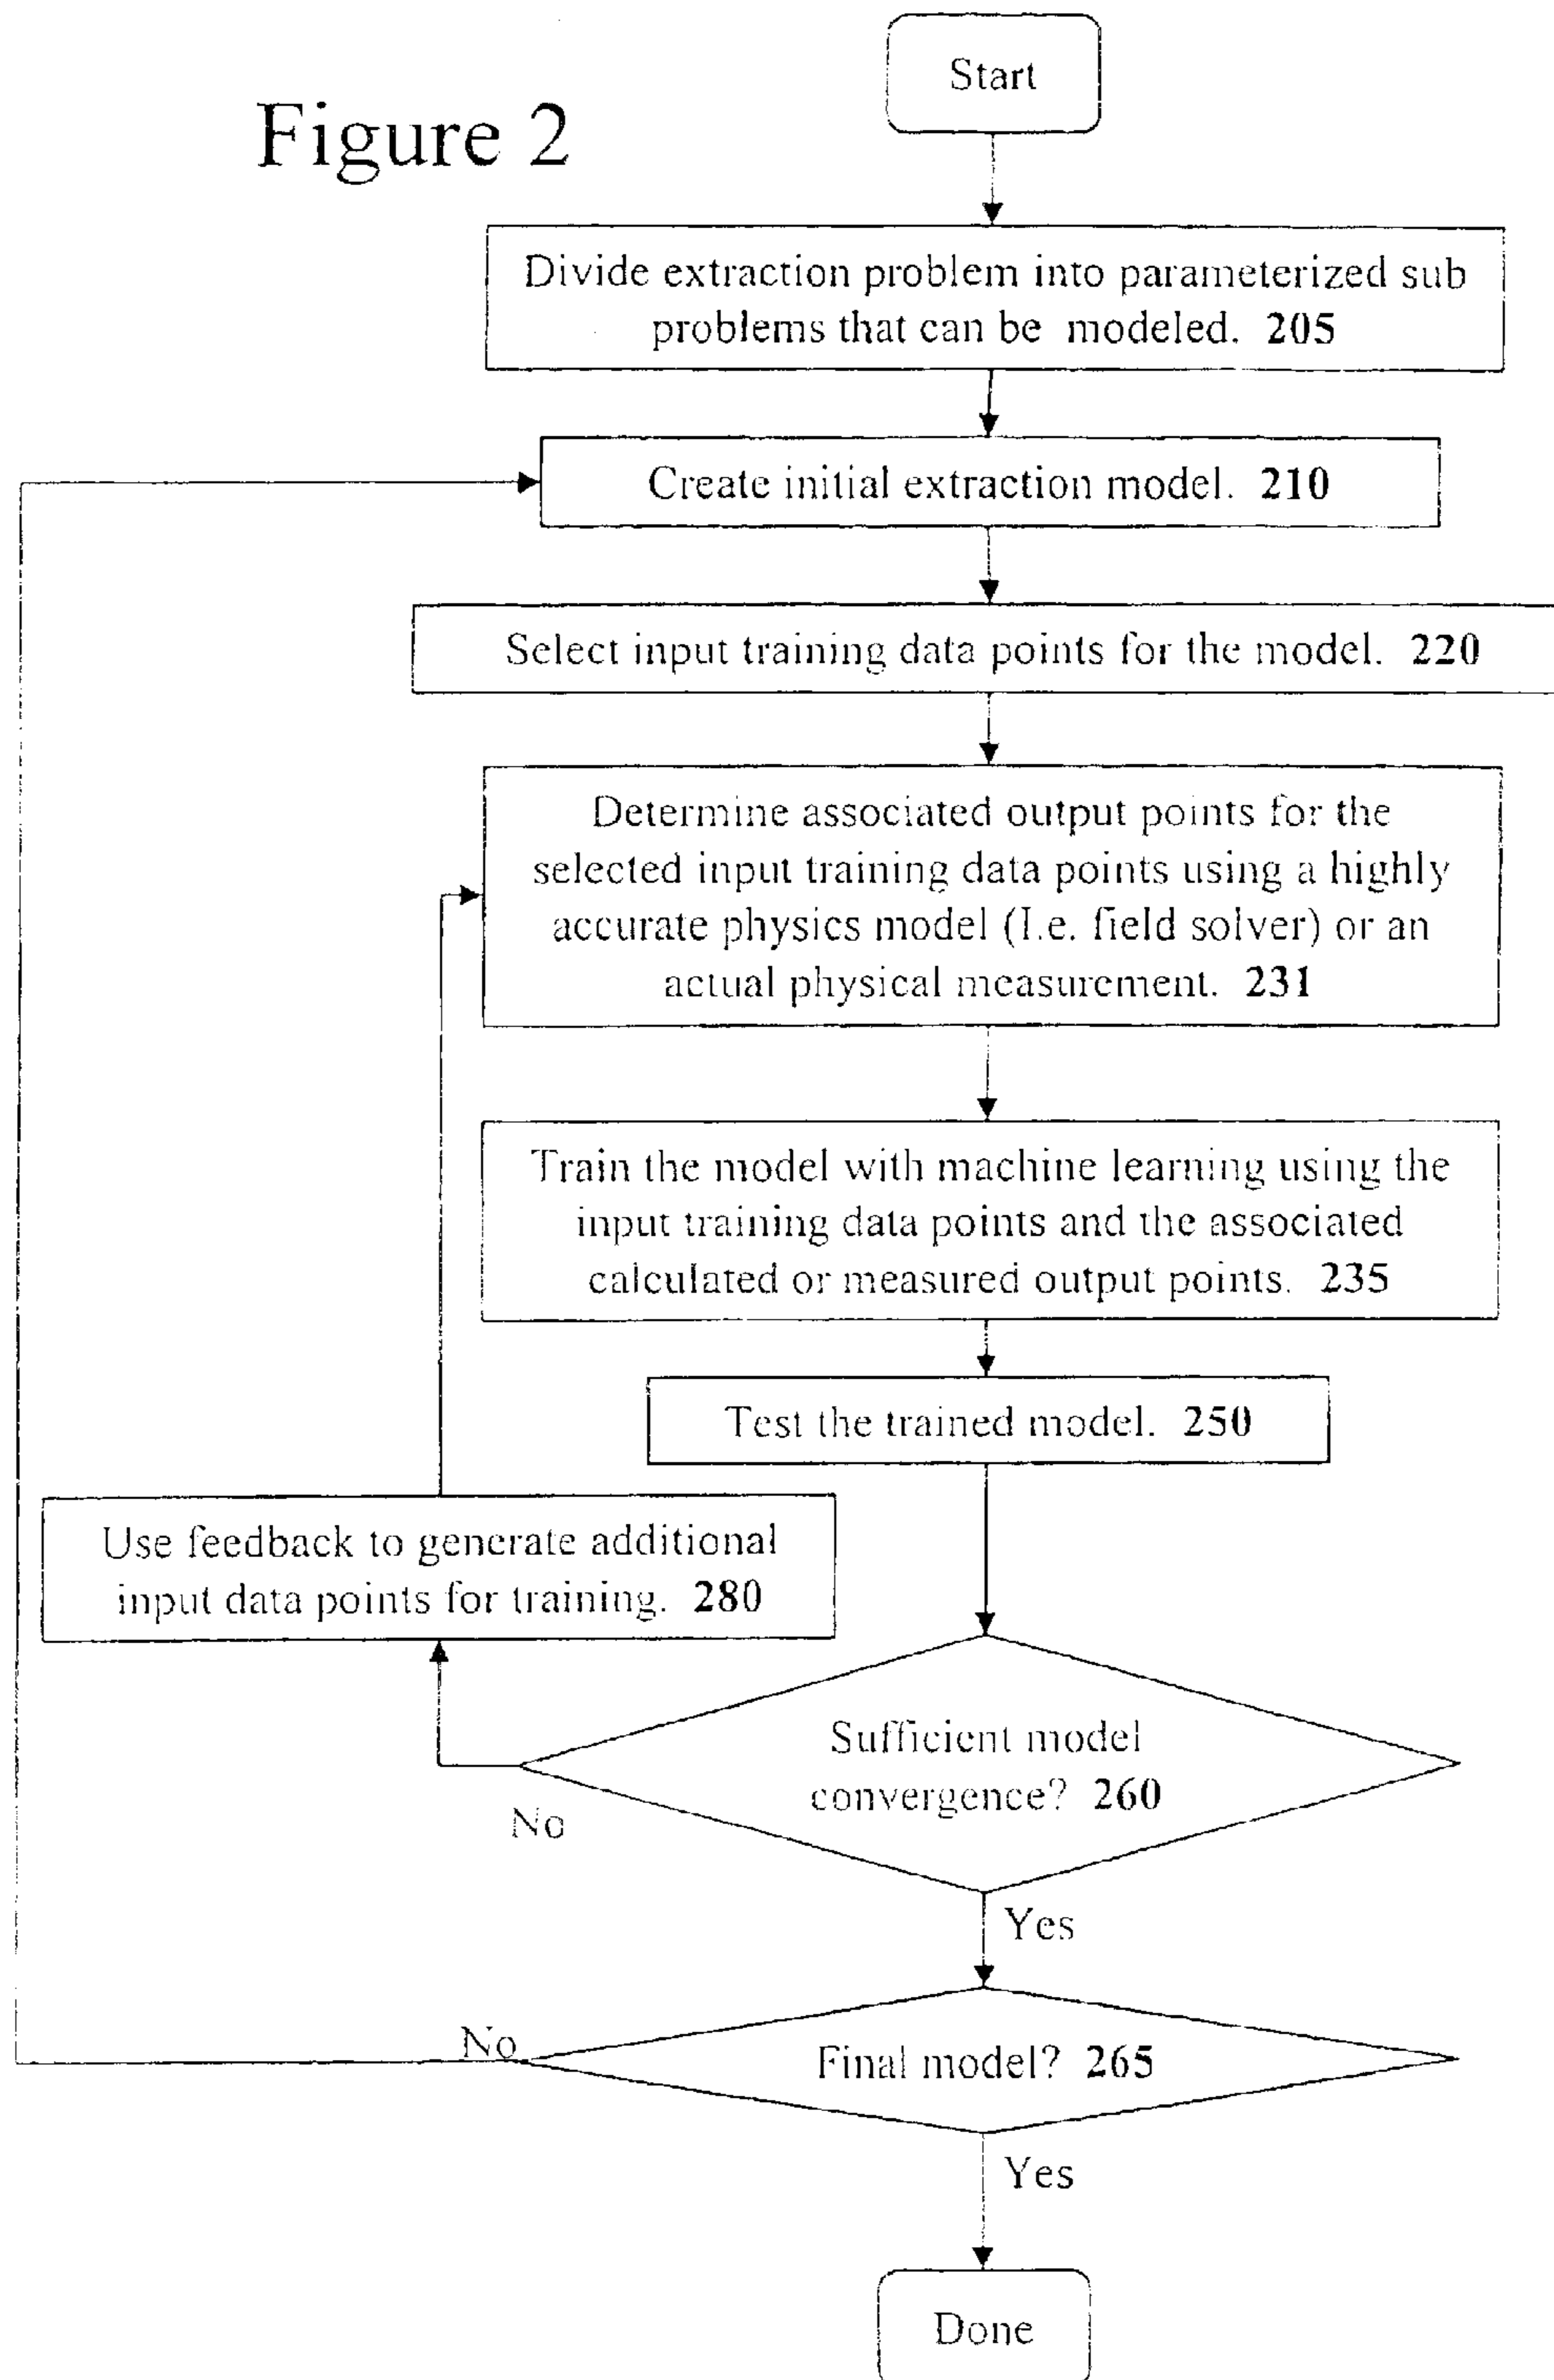 Start
Figure 2
Divide extraction problem into parameterized sub
problems that can be modeled. 205
Create initial extraction model. 210
Select input training data points for the model. 220
Determine associated output points for the
selected input training data points using a highly
accurate physics model (I.e. field solver) or an
actual physical measurement. 231
Train the model with machine learning using the
input training data points and the associated
calculated or measured output points. 235
Test the trained model. 250
Use feedback to generate additional
input data points for training. 280
Sufficient model
convergence? 260
No
Yes
No
Final model? 265
Yes
Done